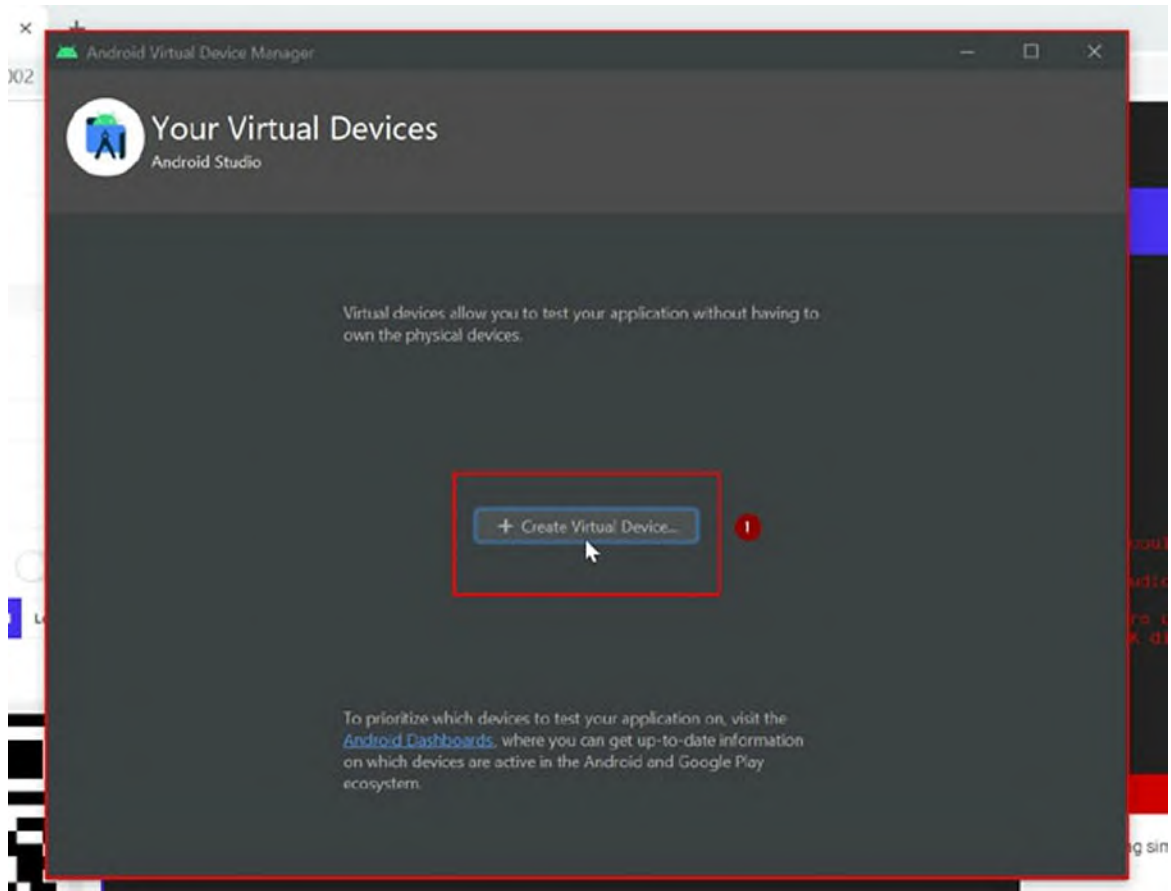 002
Android Virtual Device Manager
Your Virtual Devices
Android Studio
Virtual devices allow you to test your application without having to
own the physical devices.
+ Create Virtual Device...
1
To prioritize which devices to test your application on, visit the
Android Dashboards, where you can get up-to-date information
on which devices are active in the Android and Google Play
ecosystem.